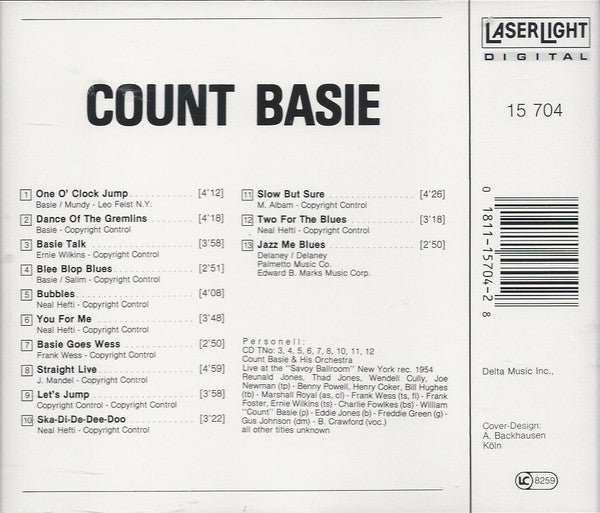 COUNT BASIE
1 One O' Clock Jump .......... [4'12]
Basie / Mundy - Leo Feist N.Y.
2 Dance Of The Gremlins .......... [4'18]
Basie - Copyright Control
3 Basie Talk .......... [3'58]
Ernie Wilkins - Copyright Control
4 Blee Blop Blues .......... [2'51]
Basie / Salim - Copyright Control
5 Bubbles .......... [4'08]
Neal Hefti - Copyright Control
6 You For Me .......... [3'48]
Neal Hefti - Copyright Control
7 Basie Goes Wess .......... [2'50]
Frank Wess - Copyright Control
8 Straight Live .......... [4'59]
J. Mandel - Copyright Control
9 Let's Jump .......... [3'58]
Copyright Control - Copyright Control
10 Ska-Di-De-Dee-Doo .......... [3'22]
Neal Hefti - Copyright Control
11 Slow But Sure .......... [4'26]
M. Albam - Copyright Control
12 Two For The Blues .......... [3'18]
Neal Hefti - Copyright Control
13 Jazz Me Blues .......... [2'50]
Delaney / Delaney
Palmetto Music Co.
Edward B. Marks Music Corp.
Personell:
CD TNo: 3, 4, 5, 6, 7, 8, 10, 11, 12
Count Basie & His Orchestra
Live at the "Savoy Ballroom" New York rec. 1954
Reunald Jones, Thad Jones, Wendell Cully, Joe
Newman (tp) - Benny Powell, Henry Coker, Bill Hughes
(tb) - Marshall Royal (as, cl) - Frank Wess (ts, fl) - Frank
Foster, Ernie Wilkins (ts) - Charlie Fowlkes (bs) - William
"Count" Basie (p) - Eddie Jones (b) - Freddie Green (g) -
Gus Johnson (dm) - B. Crawford (voc.)
all other titles unknown
LASERLIGHT
DIGITAL
15 704
0 1811-15704-2 8
Delta Music Inc.,
Cover-Design:
A. Backhausen
Köln
LC 8259